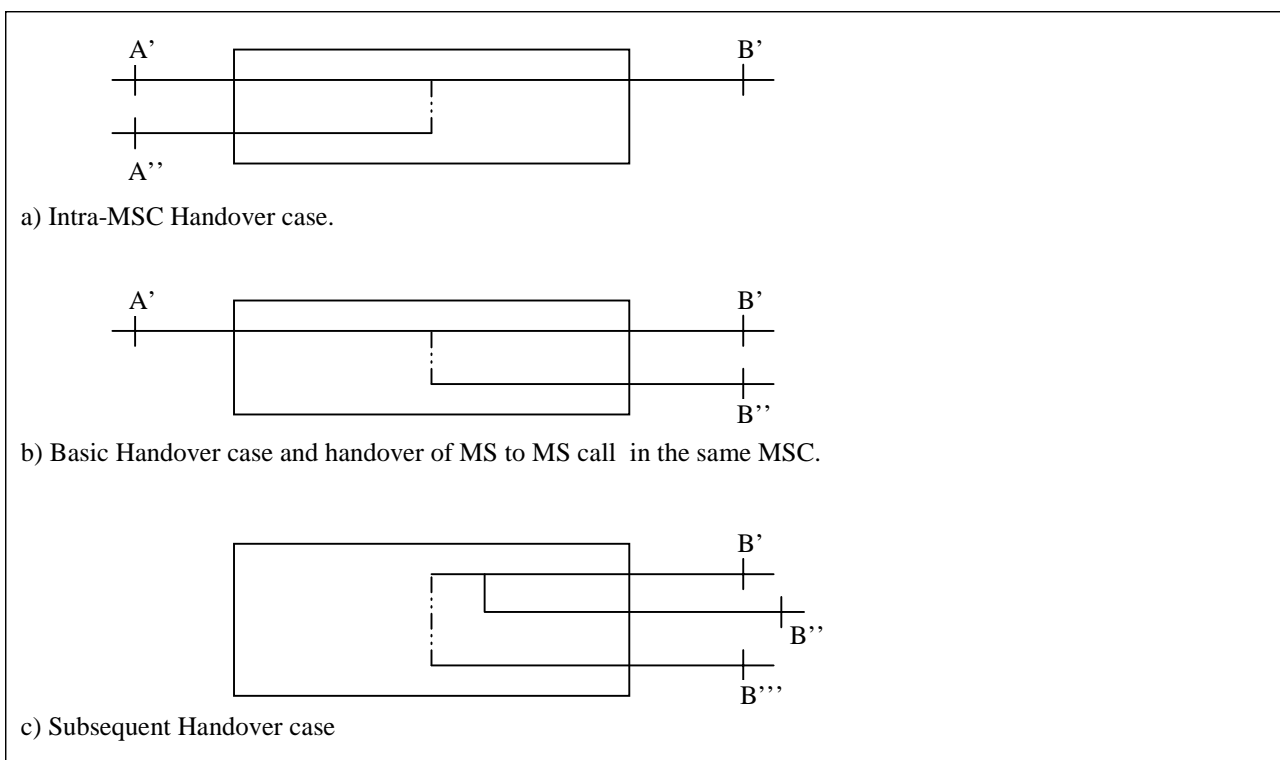 A’ B’
A’’
a) Intra-MSC Handover case.
A’ B’
B’’
b) Basic Handover case and handover of MS to MS call in the same MSC.
B’
B’’
B’’’
c) Subsequent Handover case